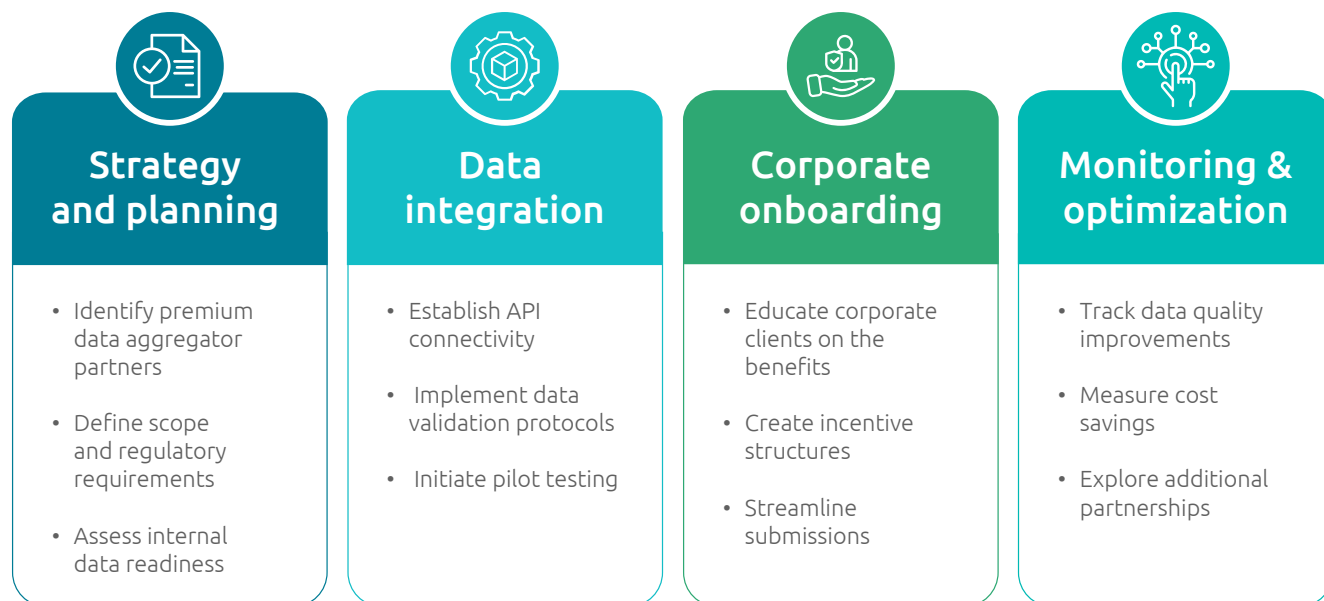 Strategy
and planning
• Identify premium
data aggregator
partners
• Define scope
and regulatory
requirements
• Assess internal
data readiness
Data
integration
• Establish API
connectivity
• Implement data
validation protocols
• Initiate pilot testing
Corporate
onboarding
• Educate corporate
clients on the
benefits
• Create incentive
structures
• Streamline
submissions
Monitoring &
optimization
• Track data quality
improvements
• Measure cost
savings
• Explore additional
partnerships